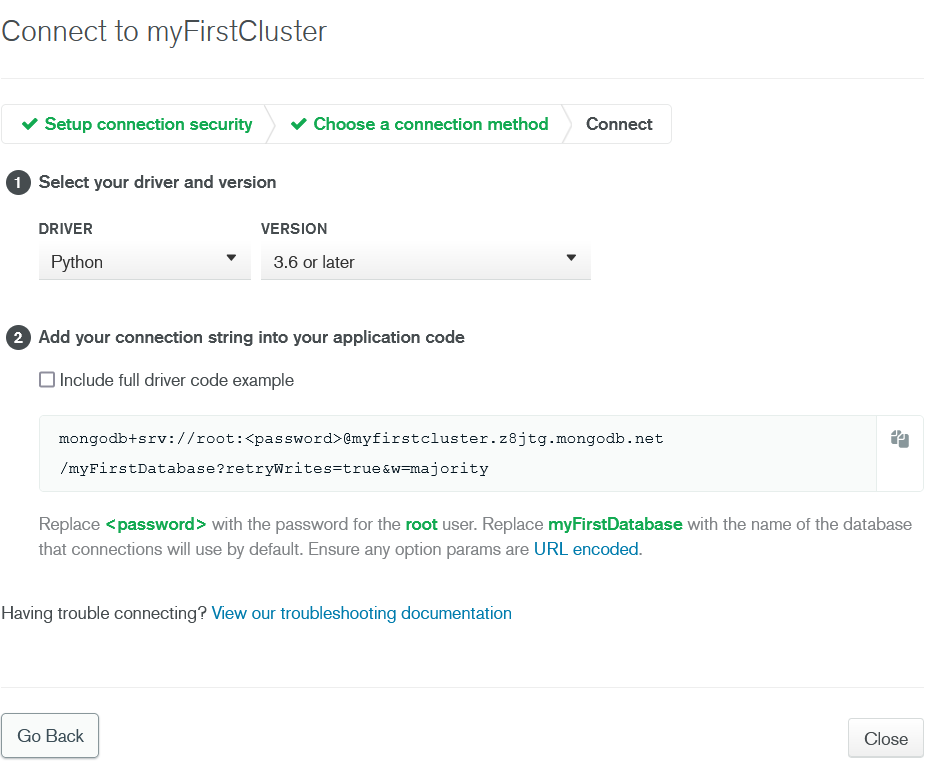 Connect to myFirstCluster
✔ Setup connection security ✔ Choose a connection method Connect
1 Select your driver and version
DRIVER VERSION
Python 3.6 or later
2 Add your connection string into your application code
Include full driver code example
mongodb+srv://root:<password>@myfirstcluster.z8jtg.mongodb.net
/myFirstDatabase?retryWrites=true&w=majority
Replace <password> with the password for the root user. Replace myFirstDatabase with the name of the database
that connections will use by default. Ensure any option params are URL encoded.
Having trouble connecting? View our troubleshooting documentation
Go Back Close